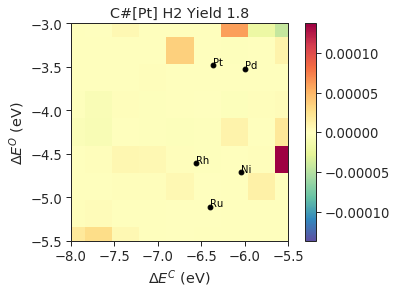 C#[Pt] H2 Yield 1.8
−3.0
−3.5
−4.0
−4.5
−5.0
−5.5
ΔE^O (eV)
Pt
Pd
Rh
Ni
Ru
−8.0 −7.5 −7.0 −6.5 −6.0 −5.5
ΔE^C (eV)
0.00010
0.00005
0.00000
−0.00005
−0.00010